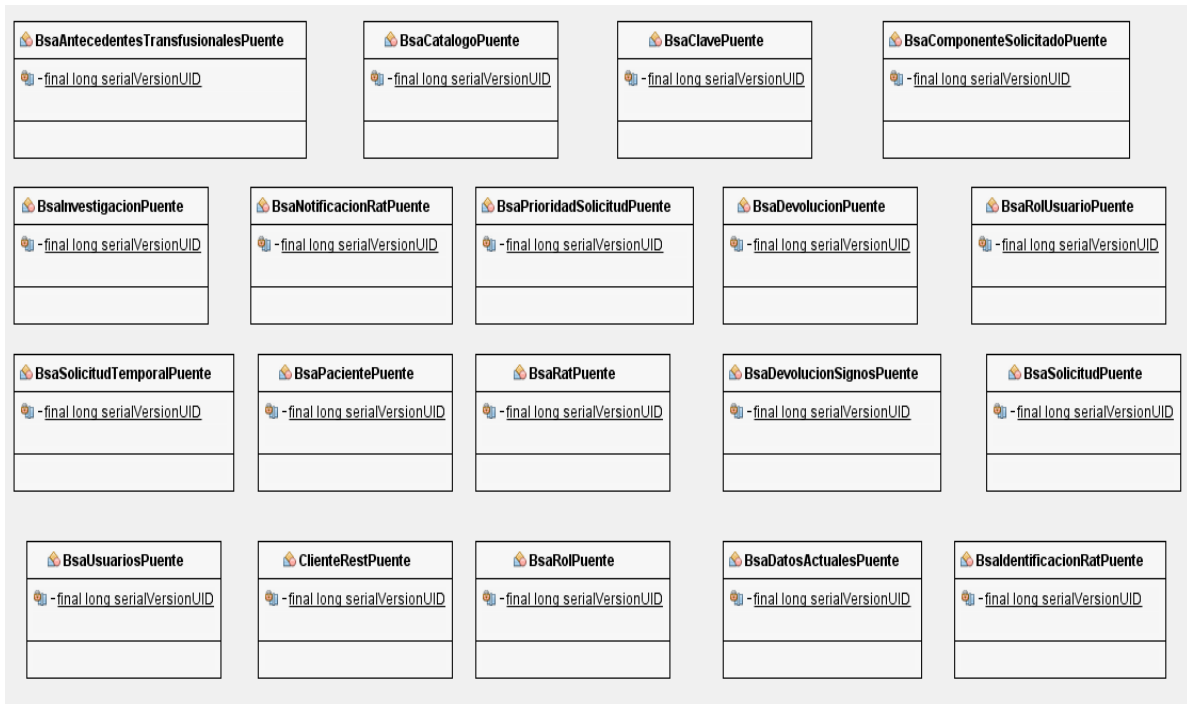 BsaAntecedentesTransfusionalesPuente
-final long serialVersionUID
BsaCatalogoPuente
-final long serialVersionUID
BsaClavePuente
-final long serialVersionUID
BsaComponenteSolicitadoPuente
-final long serialVersionUID
BsaInvestigacionPuente
-final long serialVersionUID
BsaNotificacionRatPuente
-final long serialVersionUID
BsaPrioridadSolicitudPuente
-final long serialVersionUID
BsaDevolucionPuente
-final long serialVersionUID
BsaRolUsuarioPuente
-final long serialVersionUID
BsaSolicitudTemporalPuente
-final long serialVersionUID
BsaPacientePuente
-final long serialVersionUID
BsaRatPuente
-final long serialVersionUID
BsaDevolucionSignosPuente
-final long serialVersionUID
BsaSolicitudPuente
-final long serialVersionUID
BsaUsuariosPuente
-final long serialVersionUID
ClienteRestPuente
-final long serialVersionUID
BsaRolPuente
-final long serialVersionUID
BsaDatosActualesPuente
-final long serialVersionUID
BsaIdentificacionRatPuente
-final long serialVersionUID